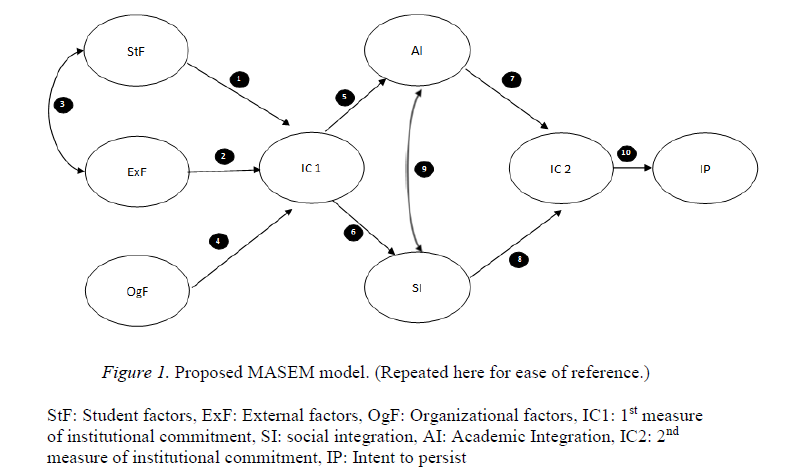 StF
AI
1
7
3
5
2
10
ExF
IC 1
9
IC 2
IP
4
6
8
OgF
SI
Figure 1. Proposed MASEM model. (Repeated here for ease of reference.)
StF: Student factors, ExF: External factors, OgF: Organizational factors, IC1: 1st measure
of institutional commitment, SI: social integration, AI: Academic Integration, IC2: 2nd
measure of institutional commitment, IP: Intent to persist